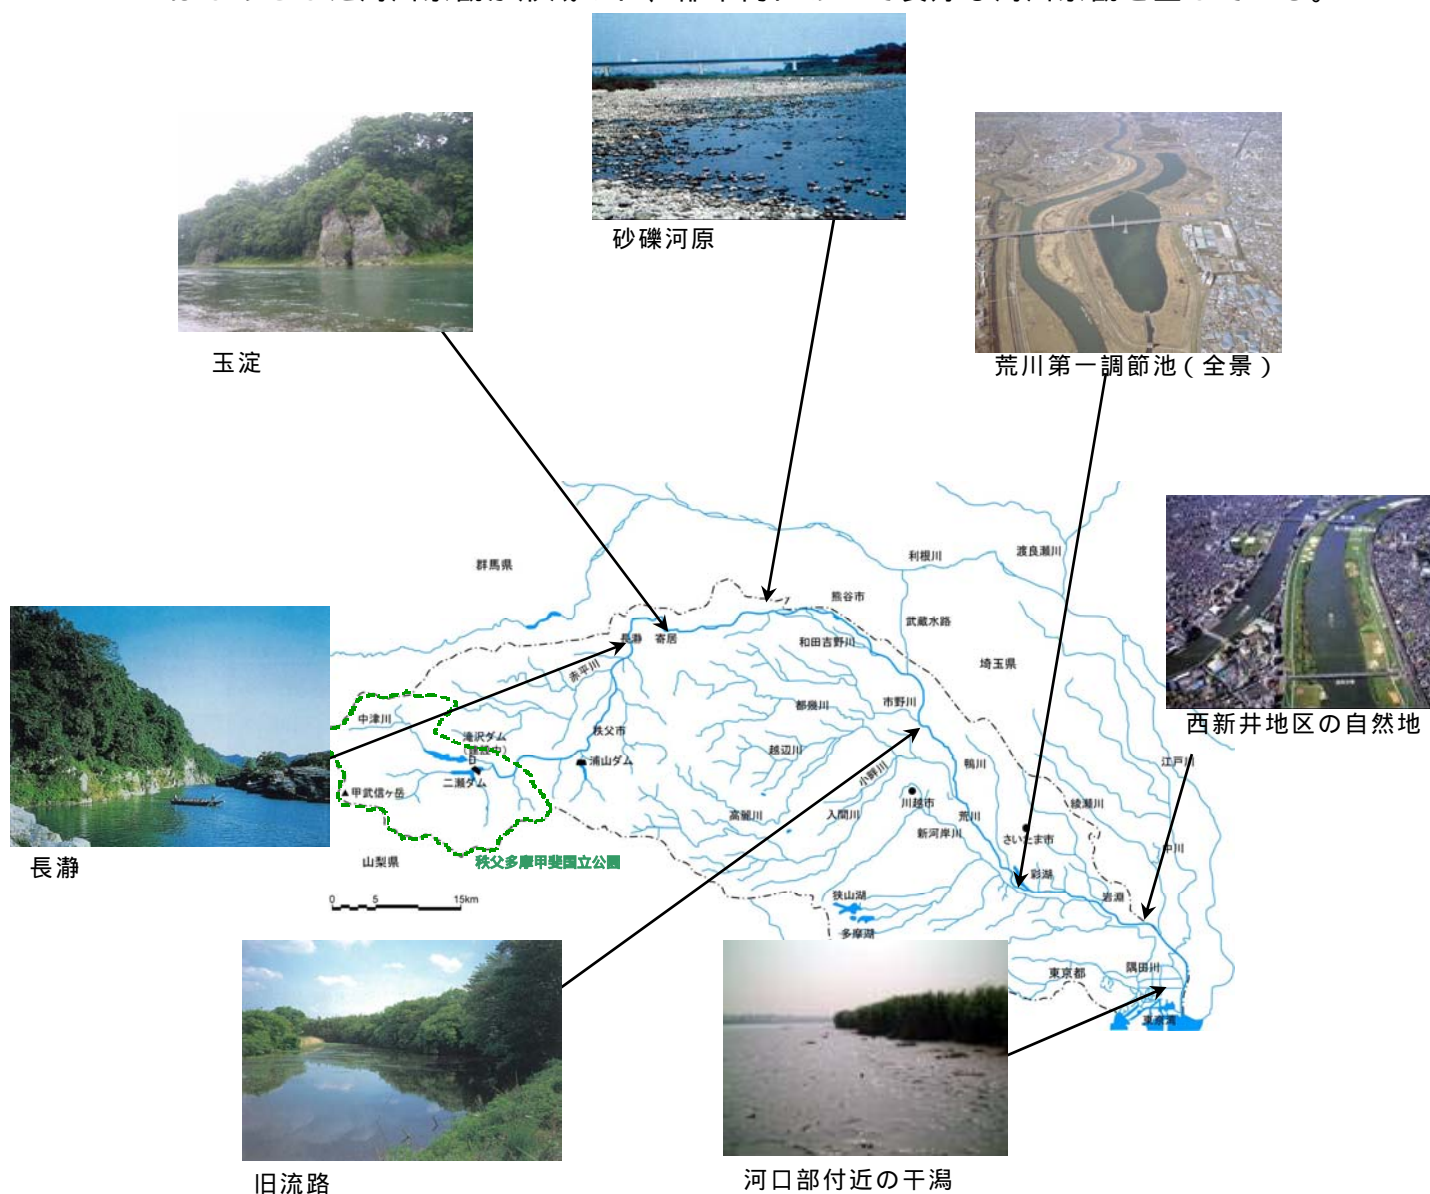 砂礫河原
玉淀
荒川第一調節池(全景)
利根川
渡良瀬川
群馬県
熊谷市
武蔵水路
長瀞
寄居
和田吉野川
埼玉県
赤平川
西新井地区の自然地
中津川
都幾川
市野川
秩父市
滝沢ダム
越辺川
小畔川
鴨川
江戸川
浦山ダム
二瀬ダム
甲武信ヶ岳
川越市
綾瀬川
高麗川
入間川
荒川
新河岸川
さいたま市
中川
長瀞
山梨県
秩父多摩甲斐国立公園
彩湖
0 5 15km
狭山湖
岩淵
多摩湖
東京都
隅田川
東京湾
旧流路
河口部付近の干潟